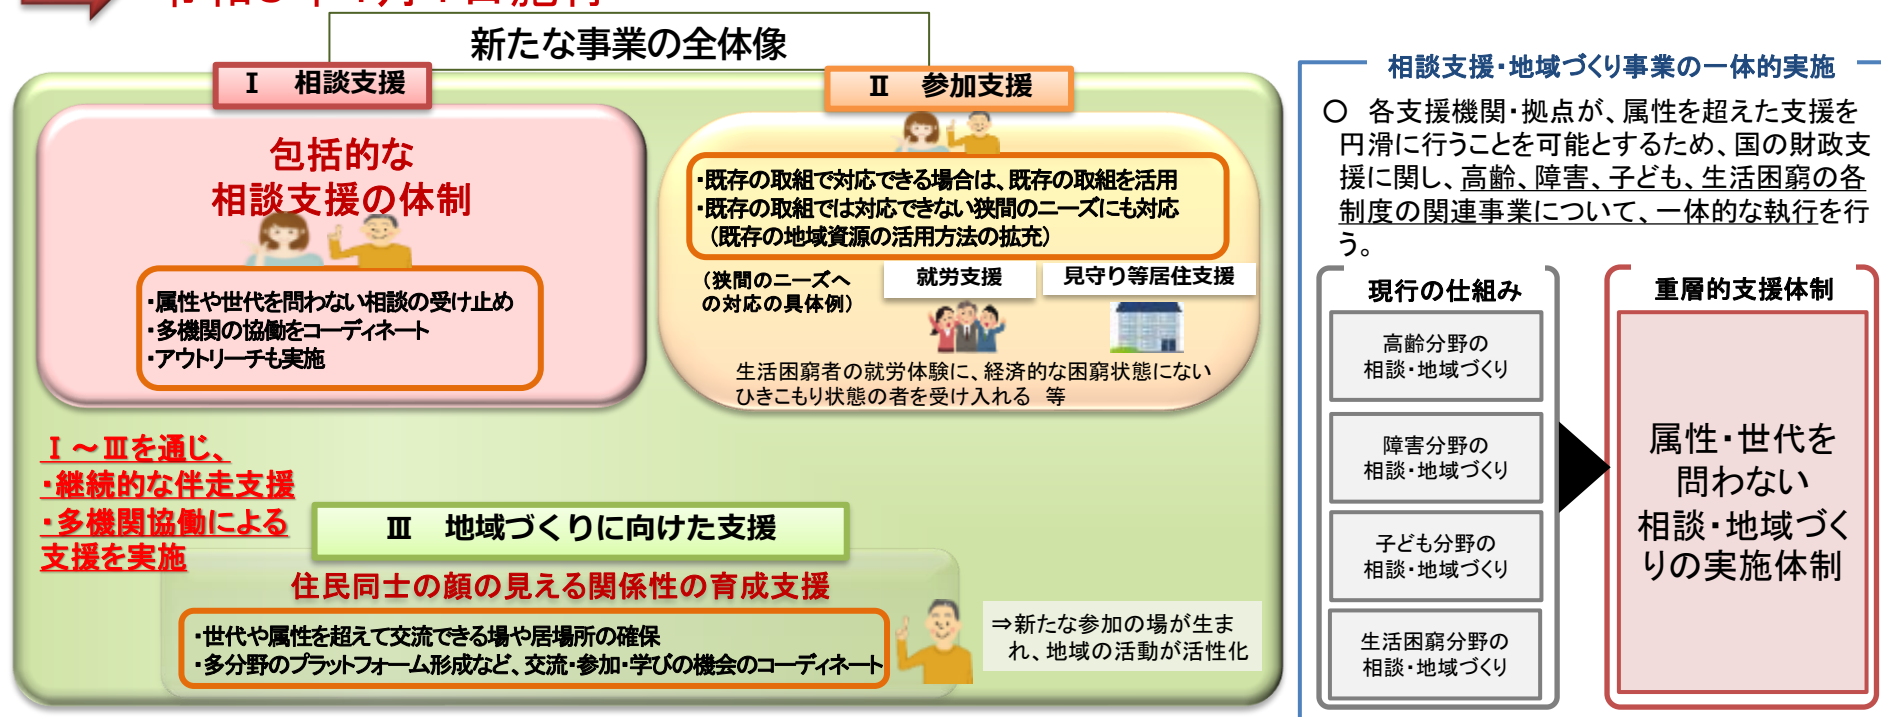 新たな事業の全体像
Ⅰ 相談支援
包括的な
相談支援の体制
・属性や世代を問わない相談の受け止め
・多機関の協働をコーディネート
・アウトリーチも実施
Ⅱ 参加支援
・既存の取組で対応できる場合は、既存の取組を活用
・既存の取組では対応できない狭間のニーズにも対応
（既存の地域資源の活用方法の拡充）
（狭間のニーズへ
の対応の具体例）
就労支援
見守り等居住支援
生活困窮者の就労体験に、経済的な困窮状態にない
ひきこもり状態の者を受け入れる 等
Ⅰ～Ⅲを通じ、
・継続的な伴走支援
・多機関協働による
支援を実施
Ⅲ 地域づくりに向けた支援
住民同士の顔の見える関係性の育成支援
・世代や属性を超えて交流できる場や居場所の確保
・多分野のプラットフォーム形成など、交流・参加・学びの機会のコーディネート
⇒新たな参加の場が生ま
れ、地域の活動が活性化
相談支援・地域づくり事業の一体的実施
○ 各支援機関・拠点が、属性を超えた支援を
円滑に行うことを可能とするため、国の財政支
援に関し、高齢、障害、子ども、生活困窮の各
制度の関連事業について、一体的な執行を行
う。
現行の仕組み
高齢分野の
相談・地域づくり
障害分野の
相談・地域づくり
子ども分野の
相談・地域づくり
生活困窮分野の
相談・地域づくり
重層的支援体制
属性・世代を
問わない
相談・地域づく
りの実施体制